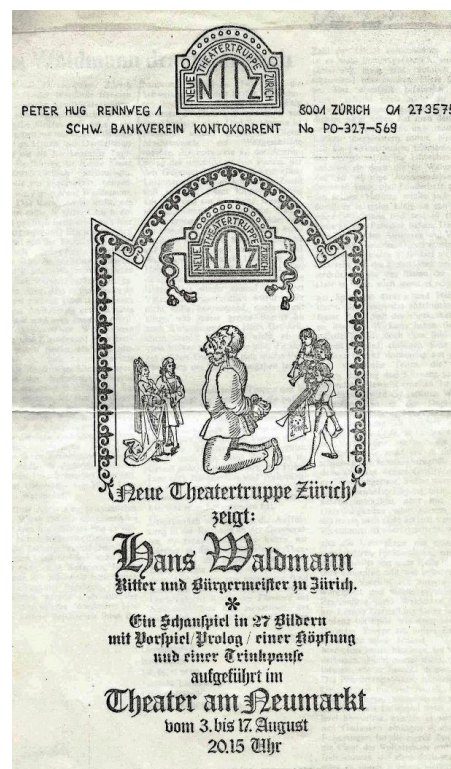 NEUE THEATERTRUPPE ZÜRICH
NTZ
PETER HUG RENNWEG 1 8001 ZÜRICH 01 273575
SCHW. BANKVEREIN KONTOKORRENT No PO-327-569
NEUE THEATERTRUPPE ZÜRICH
NTZ
Neue Theatertruppe Zürich
zeigt:
Hans Waldmann
Ritter und Bürgermeister zu Zürich.
*
Ein Schauspiel in 27 Bildern
mit Vorspiel/Prolog / einer Köpfung
und einer Trinkpause
aufgeführt im
Theater am Neumarkt
vom 3. bis 17. August
20.15 Uhr